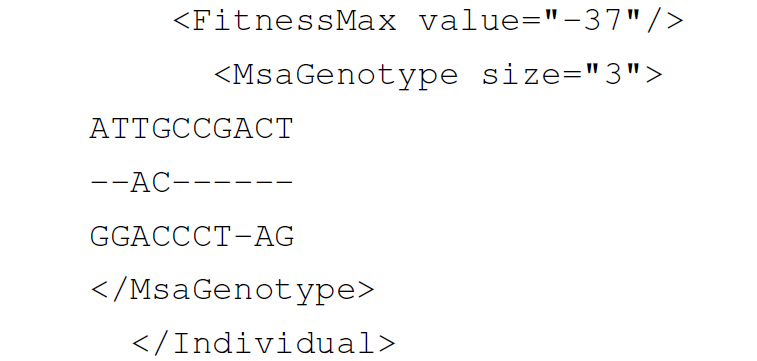 <FitnessMax value="-37"/>
<MsaGenotype size="3">
ATTGCCGACT
--AC------
GGACCCT-AG
</MsaGenotype>
</Individual>